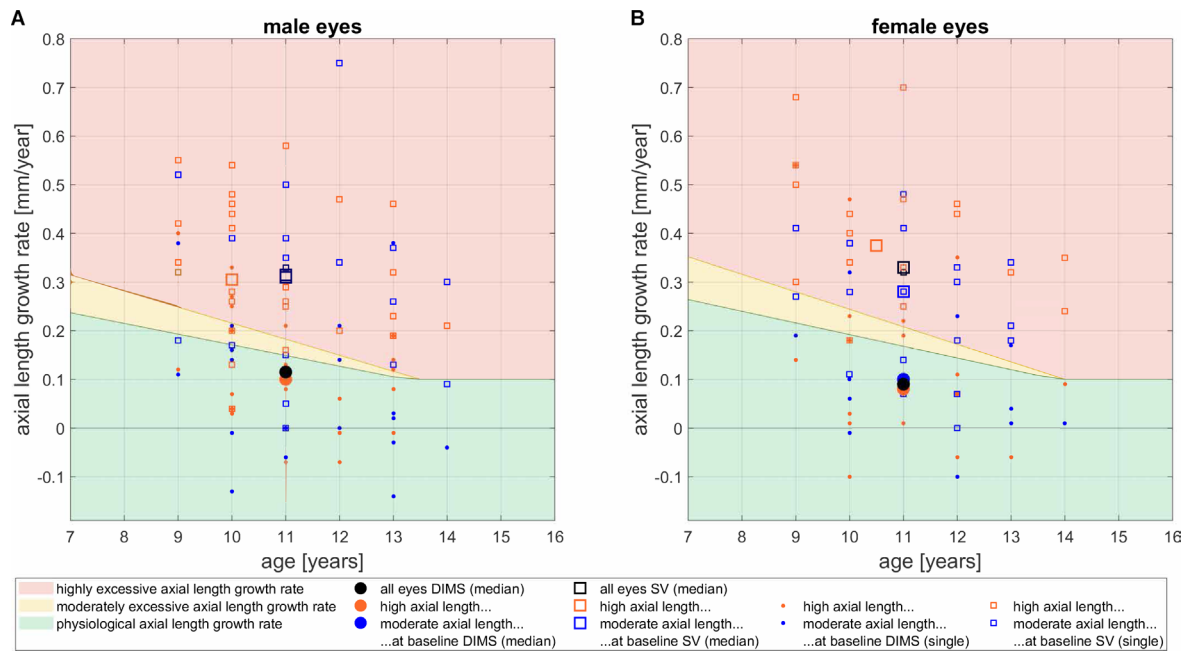 A
male eyes
B
female eyes
0.8
0.7
0.6
0.5
0.4
0.3
0.2
0.1
0
-0.1
axial length growth rate [mm/year]
7 8 9 10 11 12 13 14 15 16
age [years]
0.8
0.7
0.6
0.5
0.4
0.3
0.2
0.1
0
-0.1
axial length growth rate [mm/year]
7 8 9 10 11 12 13 14 15 16
age [years]
highly excessive axial length growth rate
moderately excessive axial length growth rate
physiological axial length growth rate
all eyes DIMS (median)
high axial length...
moderate axial length...
...at baseline DIMS (median)
all eyes SV (median)
high axial length...
moderate axial length...
...at baseline SV (median)
high axial length...
moderate axial length...
...at baseline DIMS (single)
high axial length...
moderate axial length...
...at baseline SV (single)